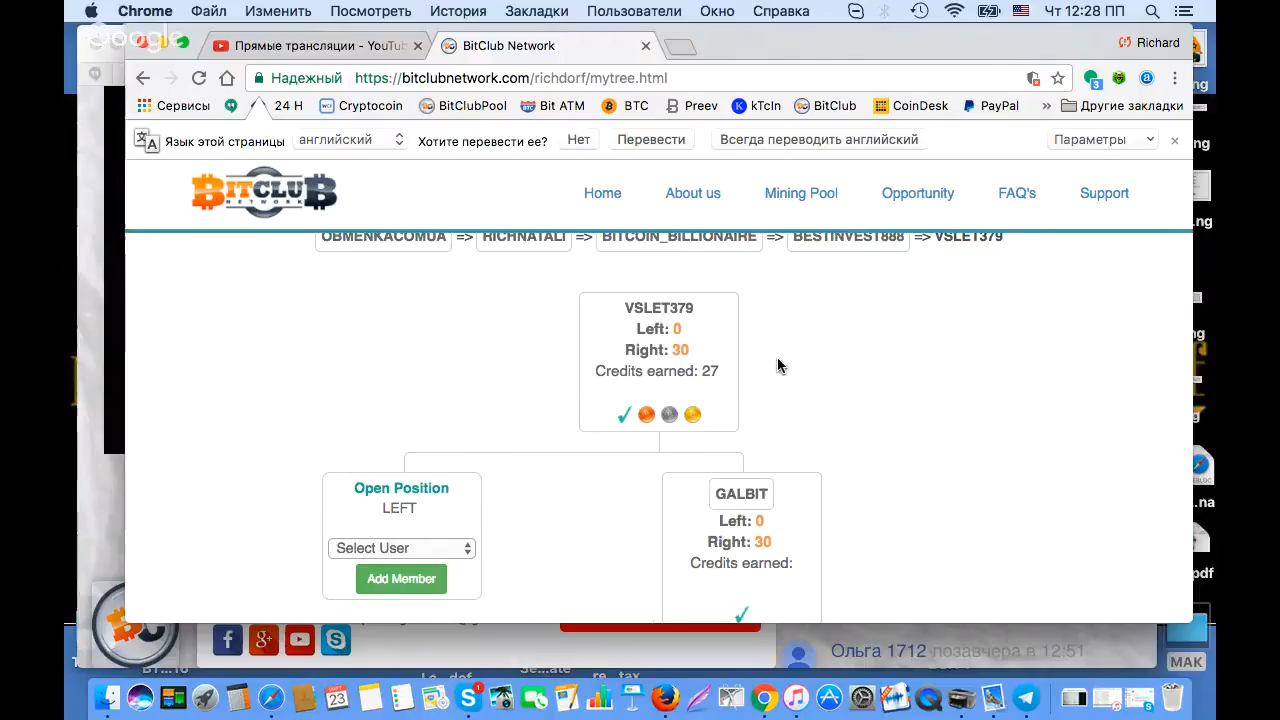 Chrome Файл Изменить Посмотреть История Закладки Пользователи Окно Справка Чт 12:28 ПП
Google
Прямые трансляции - YouTub BitClub Network Richard
Надежный https://bitclubnetwork.com/richdorf/mytree.html
Сервисы 24 H Cryptocoin BitClubPo Bit ATM BTC Preev kTcIn BitClub CoinDesk PayPal » Другие закладки
Язык этой страницы английский Хотите перевести ее? Нет Перевести Всегда переводить английский Параметры
BITCLUB NETWORK
Home About us Mining Pool Opportunity FAQ's Support
OBMENKACOMUA => RICHNATALI => BITCOIN_BILLIONAIRE => BESTINVEST888 => VSLET379
VSLET379
Left: 0
Right: 30
Credits earned: 27
Open Position
LEFT
Select User
Add Member
GALBIT
Left: 0
Right: 30
Credits earned:
Ольга 1712 позавчера в 12:51
МАК